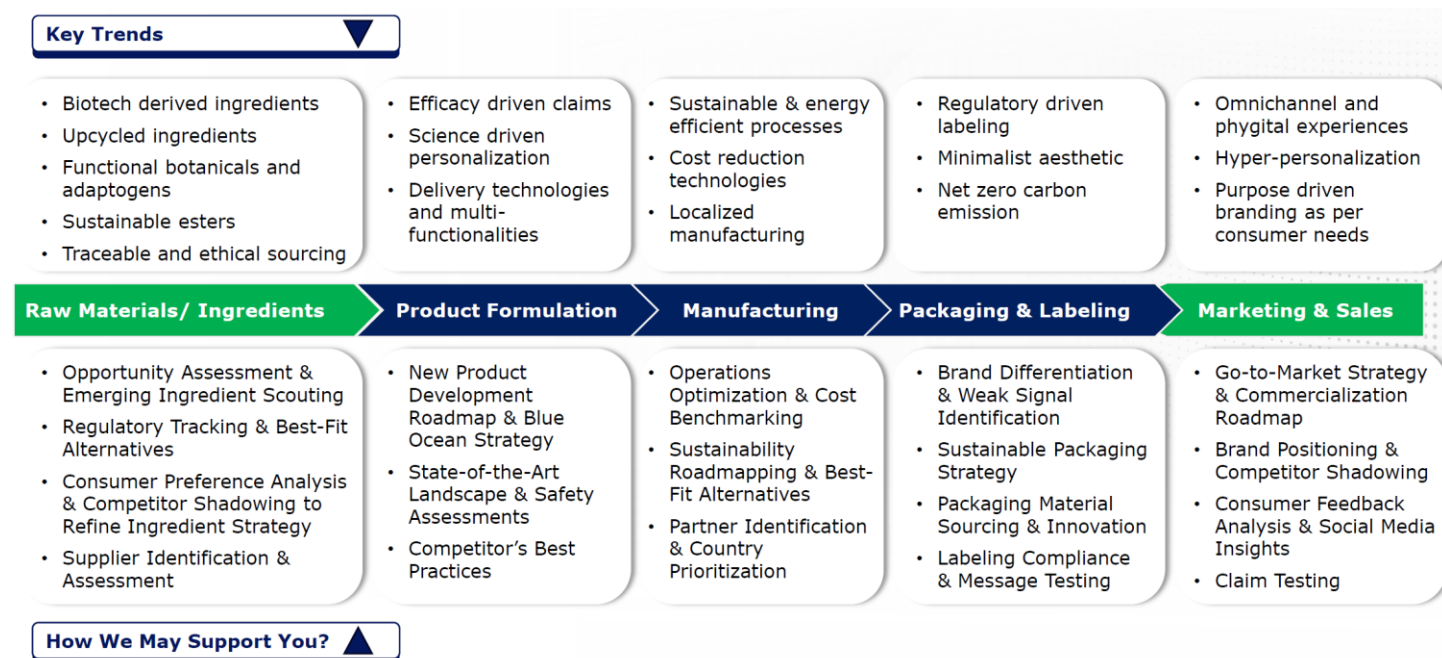 Key Trends
• Biotech derived ingredients
• Upcycled ingredients
• Functional botanicals and
adaptogens
• Sustainable esters
• Traceable and ethical sourcing
• Efficacy driven claims
• Science driven
personalization
• Delivery technologies
and multi-
functionalities
• Sustainable & energy
efficient processes
• Cost reduction
technologies
• Localized
manufacturing
• Regulatory driven
labeling
• Minimalist aesthetic
• Net zero carbon
emission
• Omnichannel and
phygital experiences
• Hyper-personalization
• Purpose driven
branding as per
consumer needs
Raw Materials/ Ingredients
Product Formulation
Manufacturing
Packaging & Labeling
Marketing & Sales
• Opportunity Assessment &
Emerging Ingredient Scouting
• Regulatory Tracking & Best-Fit
Alternatives
• Consumer Preference Analysis
& Competitor Shadowing to
Refine Ingredient Strategy
• Supplier Identification &
Assessment
• New Product
Development
Roadmap & Blue
Ocean Strategy
• State-of-the-Art
Landscape & Safety
Assessments
• Competitor’s Best
Practices
• Operations
Optimization & Cost
Benchmarking
• Sustainability
Roadmapping & Best-
Fit Alternatives
• Partner Identification
& Country
Prioritization
• Brand Differentiation
& Weak Signal
Identification
• Sustainable Packaging
Strategy
• Packaging Material
Sourcing & Innovation
• Labeling Compliance
& Message Testing
• Go-to-Market Strategy
& Commercialization
Roadmap
• Brand Positioning &
Competitor Shadowing
• Consumer Feedback
Analysis & Social Media
Insights
• Claim Testing
How We May Support You?